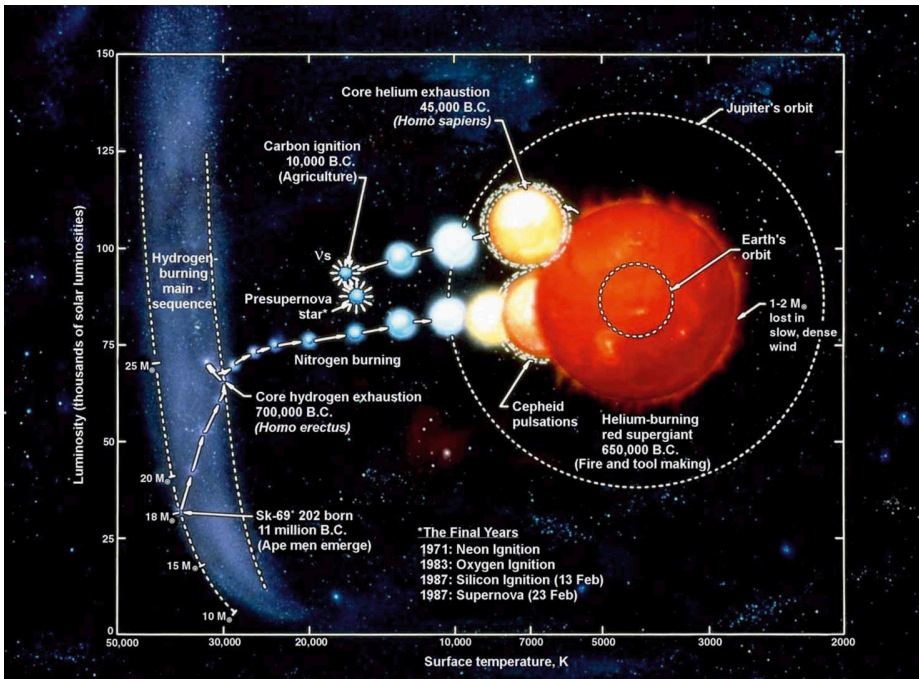 150
125
100
75
50
25
0
Luminosity (thousands of solar luminosities)
50,000
30,000
20,000
10,000
7000
5000
3000
2000
Surface temperature, K
Core helium exhaustion
45,000 B.C.
(Homo sapiens)
Jupiter's orbit
Carbon ignition
10,000 B.C.
(Agriculture)
Hydrogen-
burning
main
sequence
νs
Presupernova
star*
Earth's
orbit
1-2 M⊙
lost in
slow, dense
wind
Nitrogen burning
25 M⊙
Core hydrogen exhaustion
700,000 B.C.
(Homo erectus)
Cepheid
pulsations
Helium-burning
red supergiant
650,000 B.C.
(Fire and tool making)
20 M⊙
18 M⊙
Sk-69° 202 born
11 million B.C.
(Ape men emerge)
15 M⊙
10 M⊙
*The Final Years
1971: Neon Ignition
1983: Oxygen Ignition
1987: Silicon Ignition (13 Feb)
1987: Supernova (23 Feb)